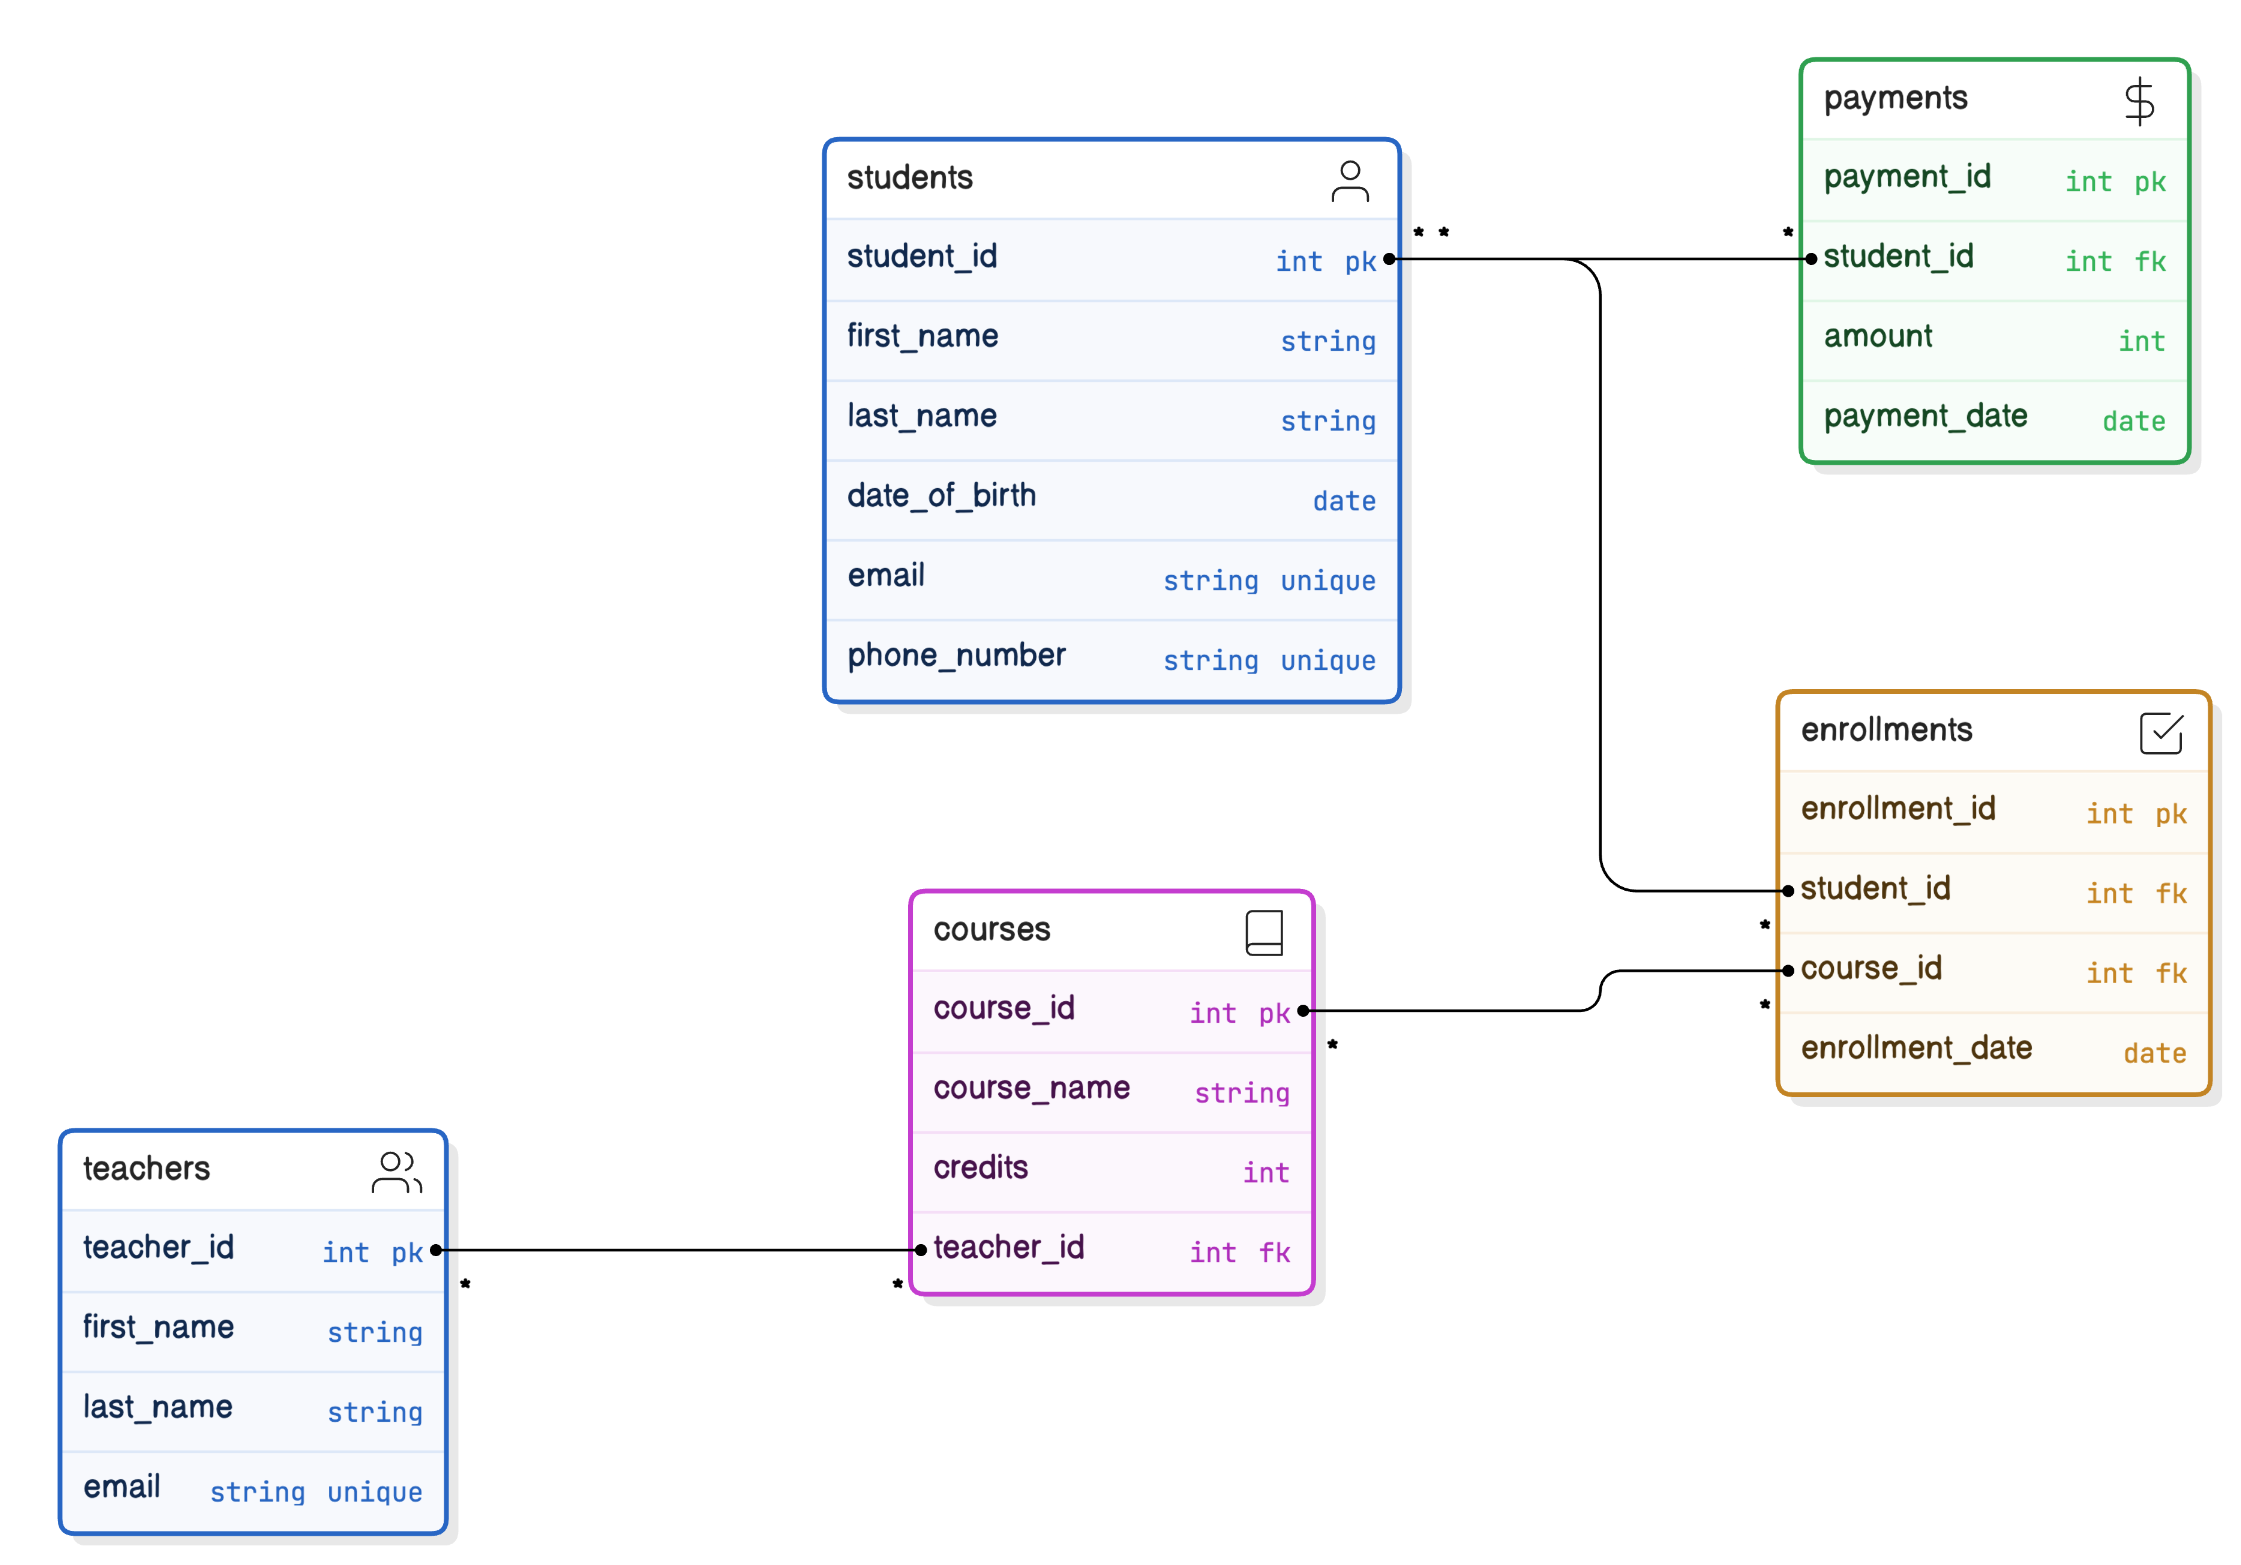 payments
payment_id int pk
student_id int fk
amount int
payment_date date
students
* * *
student_id int pk
first_name string
last_name string
date_of_birth date
email string unique
phone_number string unique
enrollments
enrollment_id int pk
student_id int fk
*
course_id int fk
*
enrollment_date date
courses
course_id int pk
*
course_name string
credits int
teacher_id int fk
teachers
teacher_id int pk
* *
first_name string
last_name string
email string unique